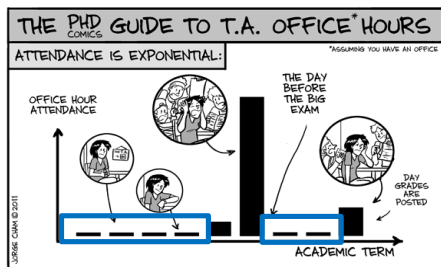 THE PHD COMICS GUIDE TO T.A. OFFICE* HOURS
ATTENDANCE IS EXPONENTIAL:
*ASSUMING YOU HAVE AN OFFICE
OFFICE HOUR
ATTENDANCE
THE DAY
BEFORE
THE BIG
EXAM
DAY
GRADES
ARE
POSTED
ACADEMIC TERM
JORGE CHAM © 2011